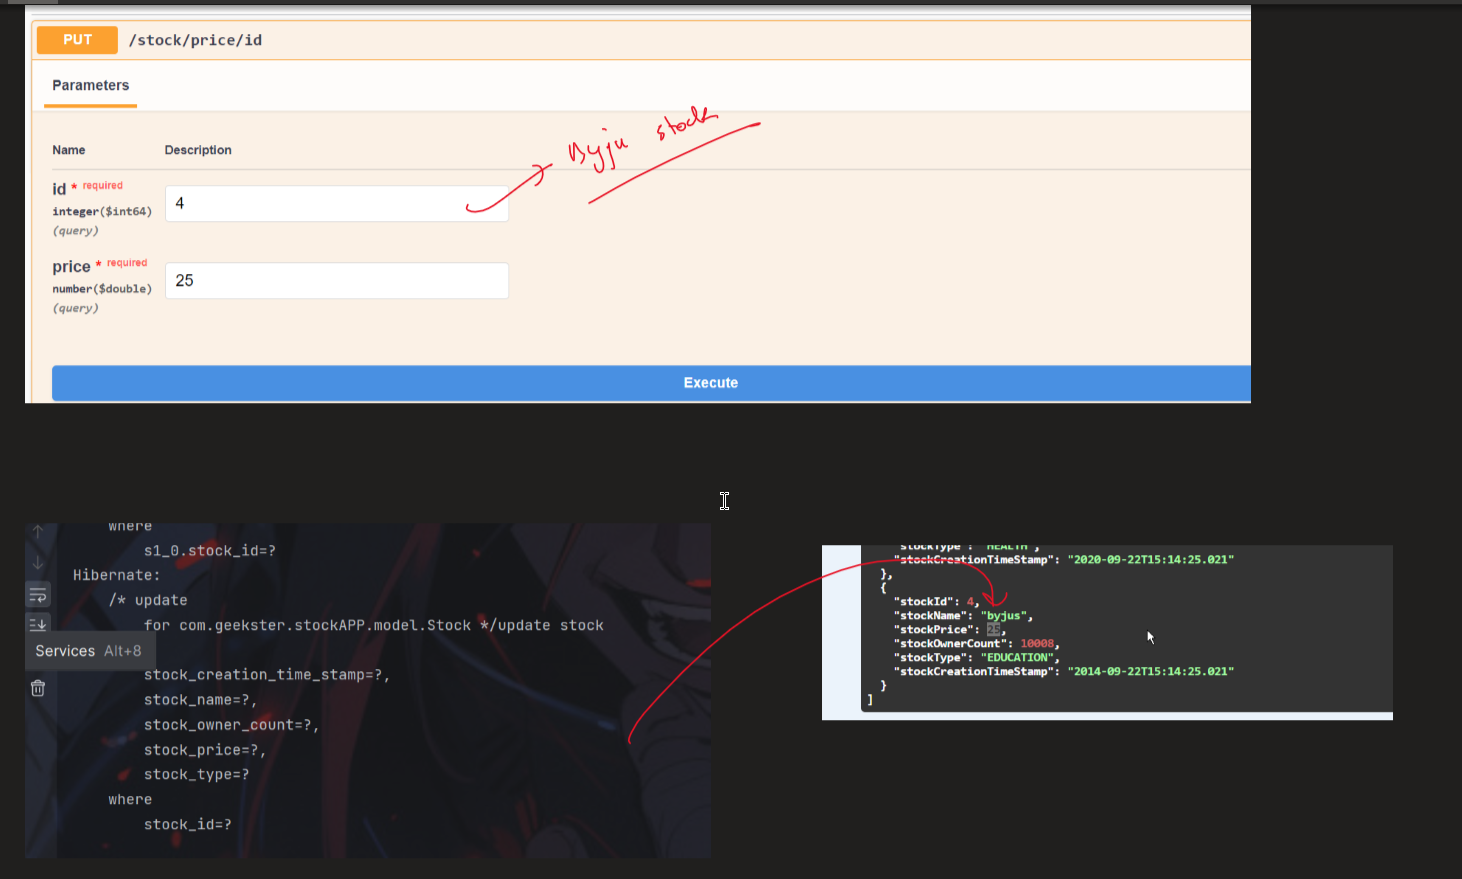 PUT /stock/price/id
Parameters
Name Description
Byju stock
id * required
integer($int64)
(query)
4
price * required
number($double)
(query)
25
Execute
where
s1_0.stock_id=?
Hibernate:
/* update
for com.geekster.stockAPP.model.Stock */update stock
Services Alt+8
stock_creation_time_stamp=?,
stock_name=?,
stock_owner_count=?,
stock_price=?,
stock_type=?
where
stock_id=?
"stockType": "HEALTH",
"stockCreationTimeStamp": "2020-09-22T15:14:25.021"
},
{
"stockId": 4,
"stockName": "byjus",
"stockPrice": 25,
"stockOwnerCount": 10008,
"stockType": "EDUCATION",
"stockCreationTimeStamp": "2014-09-22T15:14:25.021"
}
]